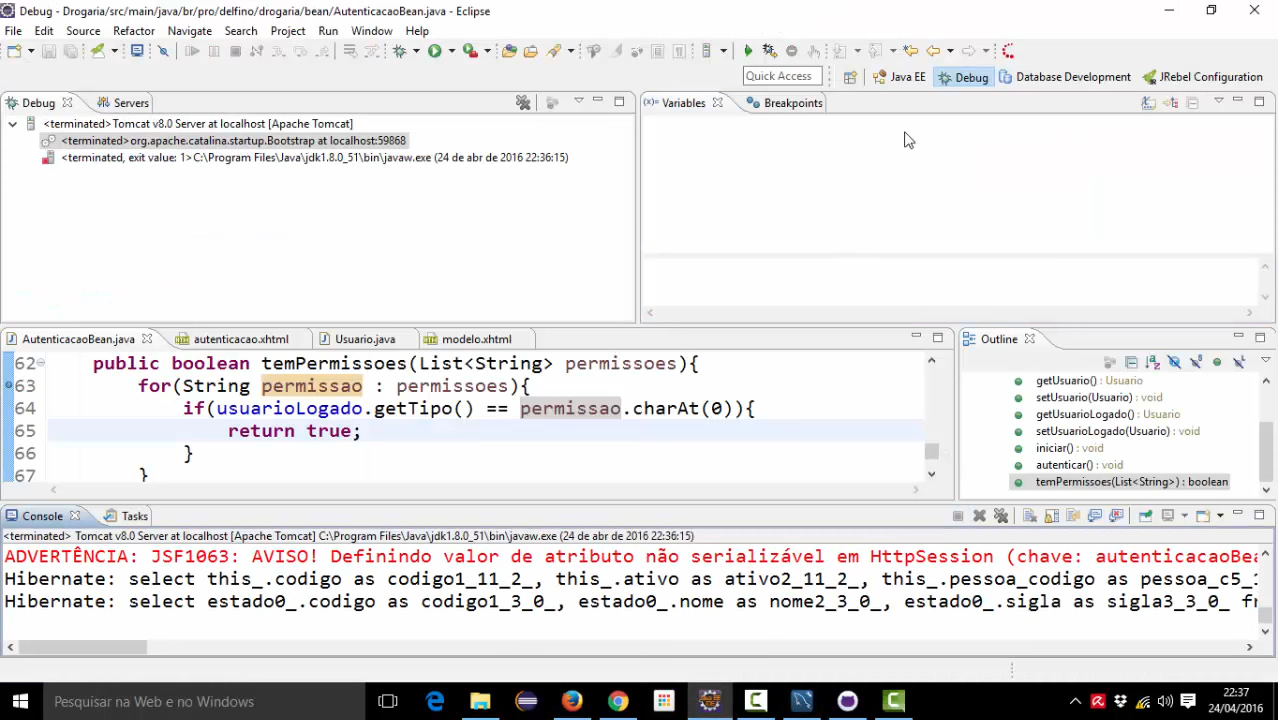 Debug - Drogaria/src/main/java/br/pro/delfino/drogaria/bean/AutenticacaoBean.java - Eclipse
File Edit Source Refactor Navigate Search Project Run Window Help
Quick Access Java EE Debug Database Development JRebel Configuration
Debug Servers
<terminated>Tomcat v8.0 Server at localhost [Apache Tomcat]
<terminated>org.apache.catalina.startup.Bootstrap at localhost:59868
<terminated, exit value: 1>C:\Program Files\Java\jdk1.8.0_51\bin\javaw.exe (24 de abr de 2016 22:36:15)
(x)= Variables Breakpoints
AutenticacaoBean.java autenticacao.xhtml Usuario.java modelo.xhtml
62 public boolean temPermissoes(List<String> permissoes){
63 for(String permissao : permissoes){
64 if(usuarioLogado.getTipo() == permissao.charAt(0)){
65 return true;
66 }
67 }
Outline
getUsuario() : Usuario
setUsuario(Usuario) : void
getUsuarioLogado() : Usuario
setUsuarioLogado(Usuario) : void
iniciar() : void
autenticar() : void
temPermissoes(List<String>) : boolean
Console Tasks
<terminated> Tomcat v8.0 Server at localhost [Apache Tomcat] C:\Program Files\Java\jdk1.8.0_51\bin\javaw.exe (24 de abr de 2016 22:36:15)
ADVERTÊNCIA: JSF1063: AVISO! Definindo valor de atributo não serializável em HttpSession (chave: autenticacaoBea
Hibernate: select this_.codigo as codigo1_11_2_, this_.ativo as ativo2_11_2_, this_.pessoa_codigo as pessoa_c5_1
Hibernate: select estado0_.codigo as codigo1_3_0_, estado0_.nome as nome2_3_0_, estado0_.sigla as sigla3_3_0_ fr
Pesquisar na Web e no Windows
22:37
24/04/2016